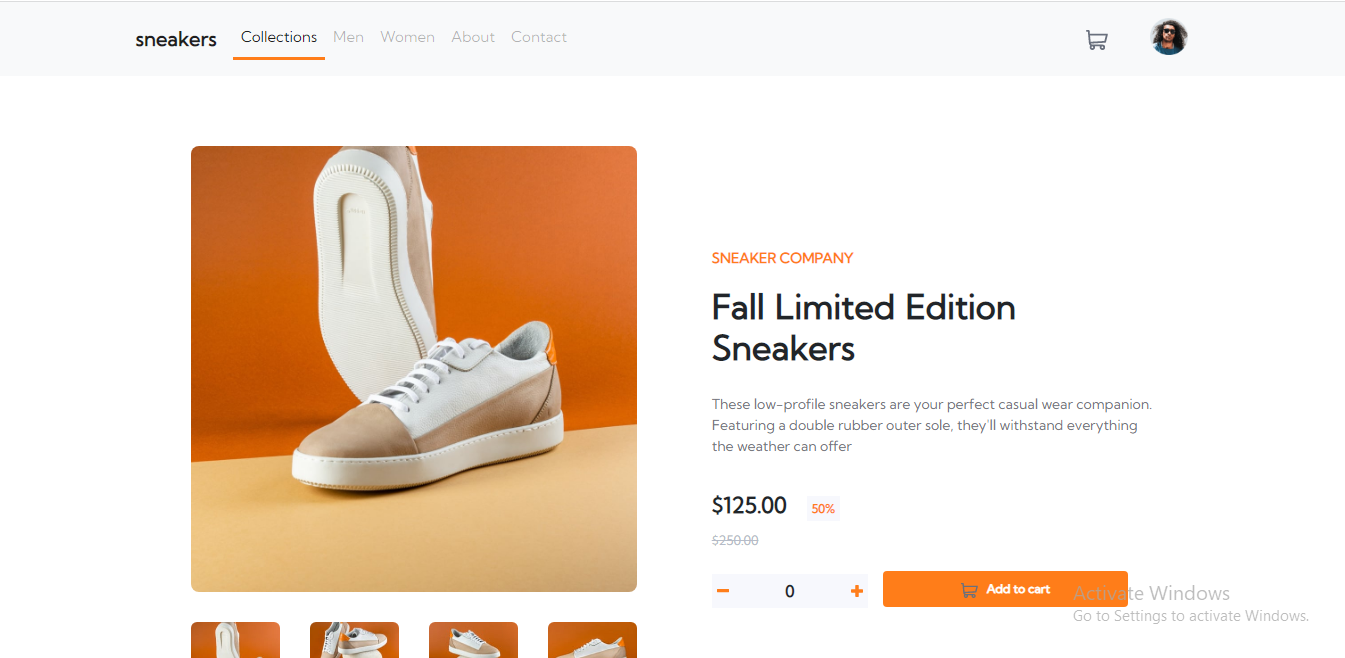 sneakers Collections Men Women About Contact
SNEAKER COMPANY
Fall Limited Edition
Sneakers
These low-profile sneakers are your perfect casual wear companion.
Featuring a double rubber outer sole, they'll withstand everything
the weather can offer
$125.00 50%
$250.00
0 Add to cart
Activate Windows
Go to Settings to activate Windows.